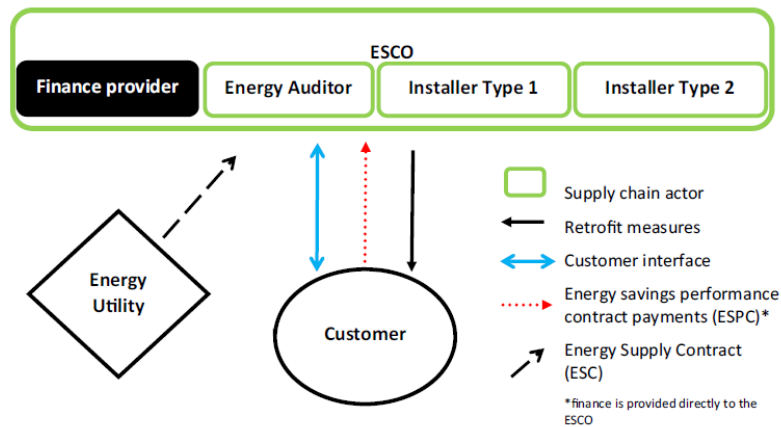 ESCO
Finance provider
Energy Auditor
Installer Type 1
Installer Type 2
Energy
Utility
Customer
Supply chain actor
Retrofit measures
Customer interface
Energy savings performance
contract payments (ESPC)*
Energy Supply Contract
(ESC)
*finance is provided directly to the
ESCO